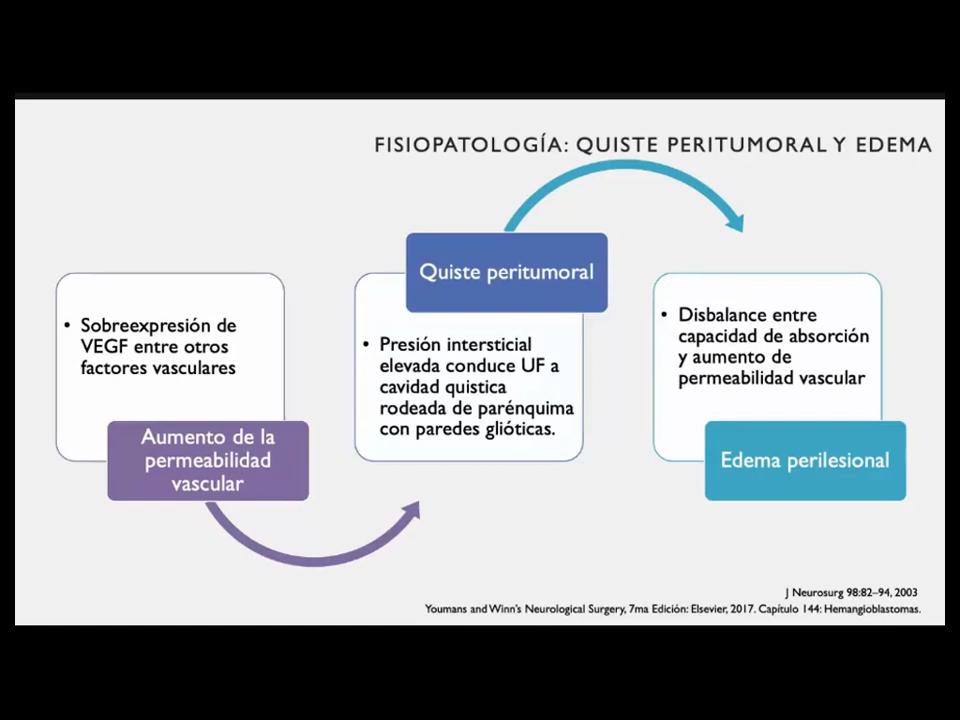 FISIOPATOLOGÍA: QUISTE PERITUMORAL Y EDEMA
• Sobreexpresión de
VEGF entre otros
factores vasculares
Aumento de la
permeabilidad
vascular
Quiste peritumoral
• Presión intersticial
elevada conduce UF a
cavidad quistica
rodeada de parénquima
con paredes glióticas.
• Disbalance entre
capacidad de absorción
y aumento de
permeabilidad vascular
Edema perilesional
J Neurosurg 98:82–94, 2003
Youmans and Winn's Neurological Surgery, 7ma Edición: Elsevier, 2017. Capítulo 144: Hemangioblastomas.